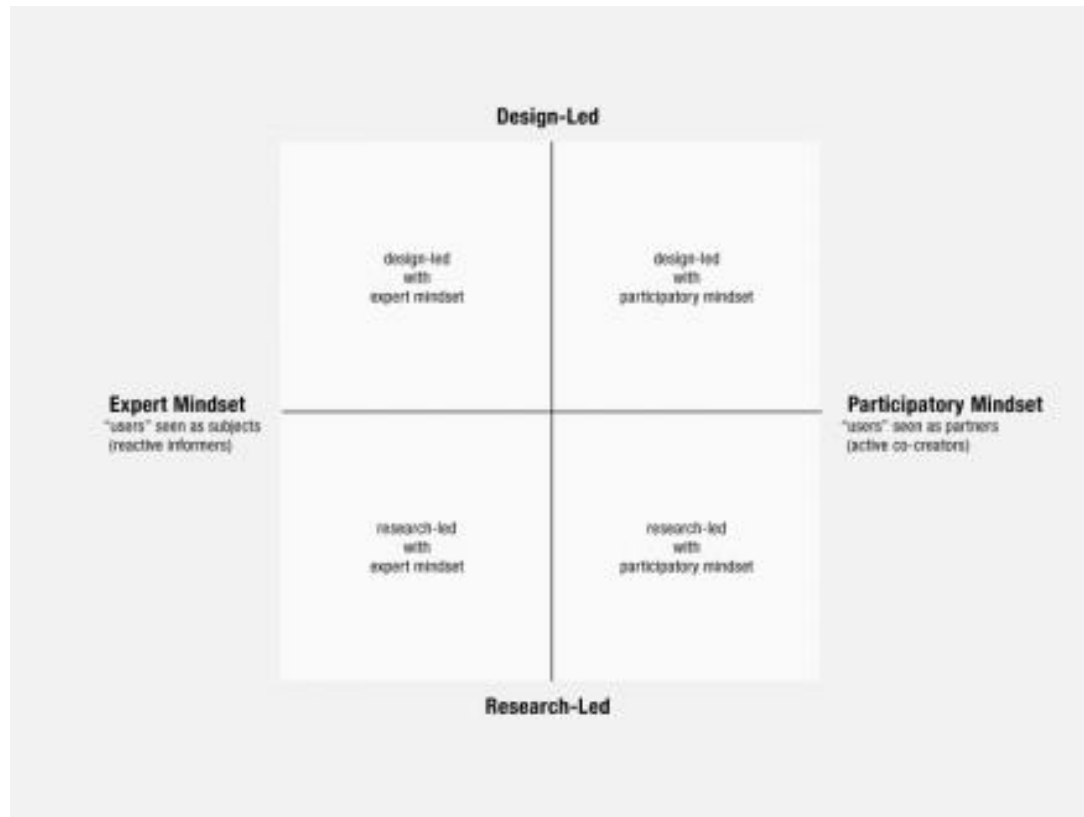 Design-Led
design-led
with
expert mindset
design-led
with
participatory mindset
Expert Mindset
"users" seen as subjects
(reactive informers)
Participatory Mindset
"users" seen as partners
(active co-creators)
research-led
with
expert mindset
research-led
with
participatory mindset
Research-Led